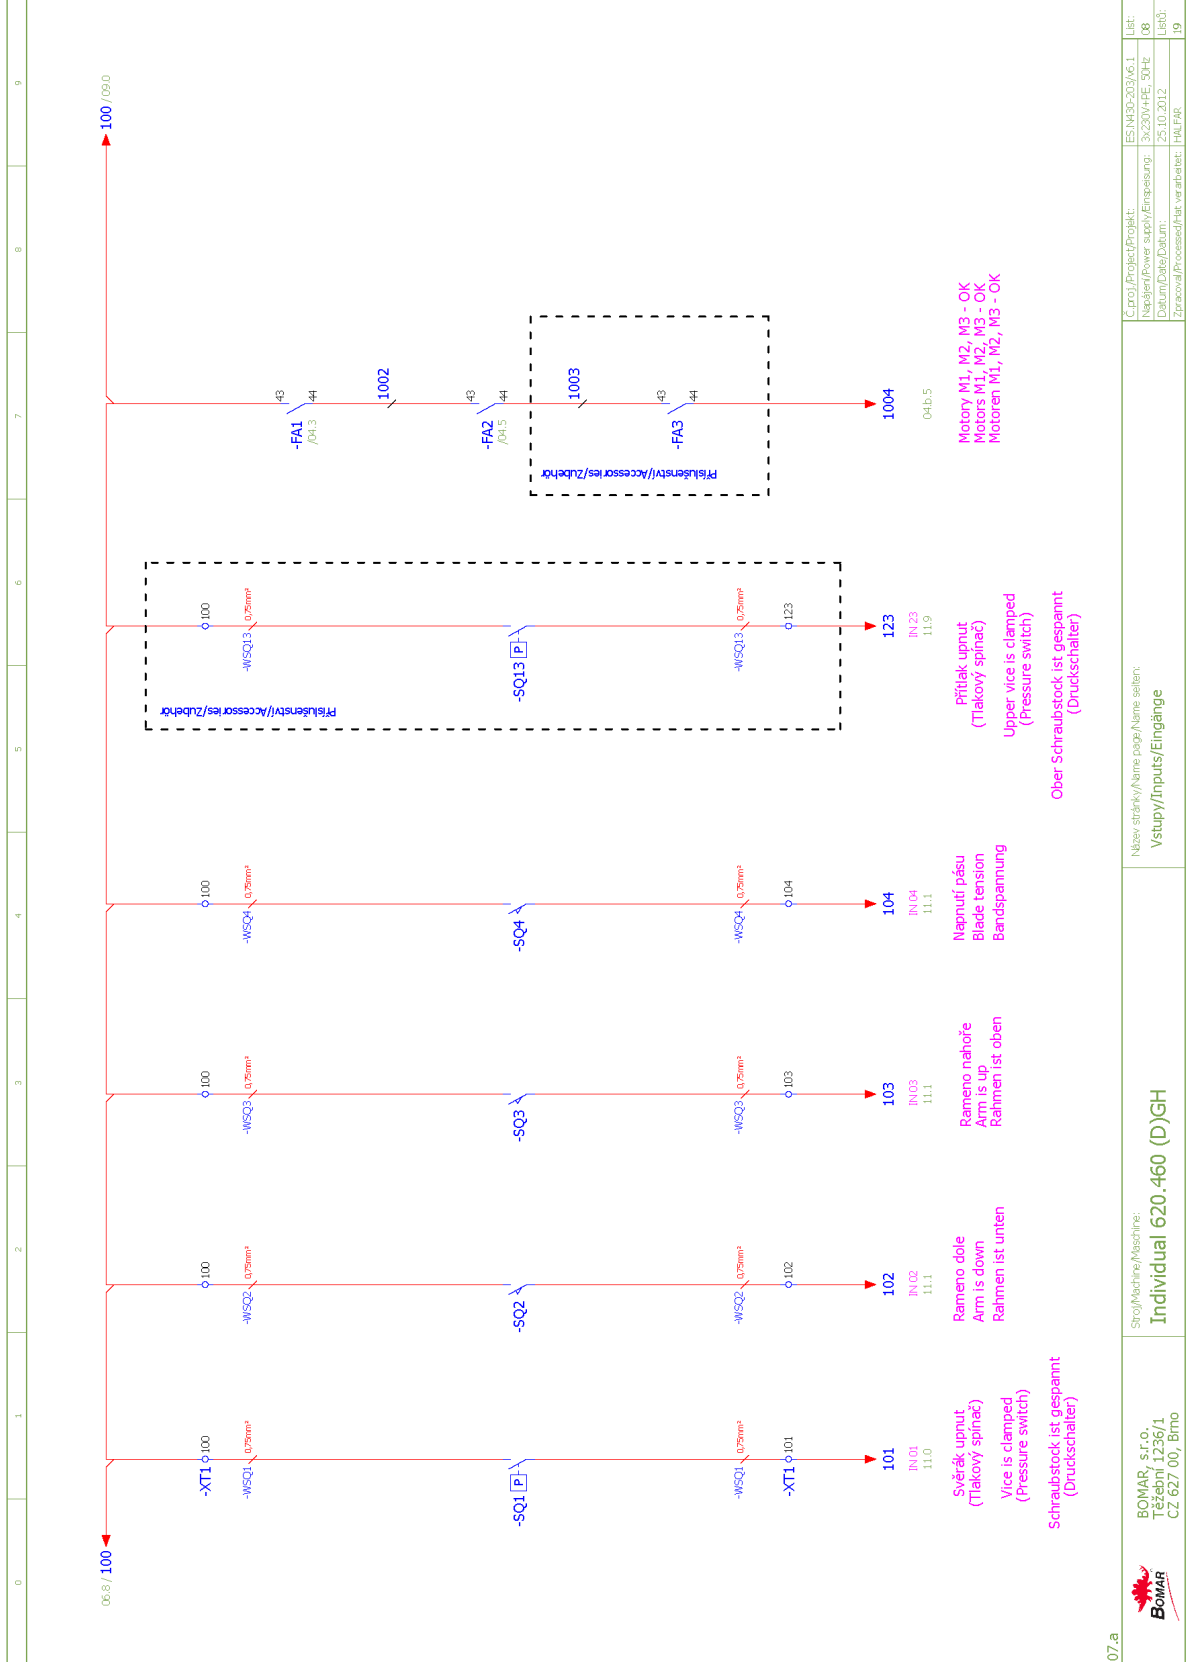 0
1
2
3
4
5
6
7
8
9
06.8 / 100
100 / 09.0
-XT1
100
-WSQ1
0,75mm²
-SQ1
P
-WSQ1
0,75mm²
-XT1
101
101
IN 01
11.0
Svěrák upnut
(Tlakový spínač)
Vice is clamped
(Pressure switch)
Schraubstock ist gespannt
(Druckschalter)
100
-WSQ2
0,75mm²
-SQ2
-WSQ2
0,75mm²
102
102
IN 02
11.1
Rameno dole
Arm is down
Rahmen ist unten
100
-WSQ3
0,75mm²
-SQ3
-WSQ3
0,75mm²
103
103
IN 03
11.1
Rameno nahoře
Arm is up
Rahmen ist oben
100
-WSQ4
0,75mm²
-SQ4
-WSQ4
0,75mm²
104
104
IN 04
11.1
Napnutí pásu
Blade tension
Bandspannung
Příslušenství/Accessories/Zubehör
100
-WSQ13
0,75mm²
-SQ13
P
-WSQ13
0,75mm²
123
123
IN 23
11.9
Přítlak upnut
(Tlakový spínač)
Upper vice is clamped
(Pressure switch)
Ober Schraubstock ist gespannt
(Druckschalter)
43
44
-FA1
/04.3
1002
43
44
-FA2
/04.5
Příslušenství/Accessories/Zubehör
1003
43
44
-FA3
1004
04.b.5
Motory M1, M2, M3 - OK
Motors M1, M2, M3 - OK
Motoren M1, M2, M3 - OK
07.a
BOMAR
BOMAR, s.r.o.
Těžební 1236/1
CZ 627 00, Brno
Stroj/Machine/Maschine:
Individual 620.460 (D)GH
Název stránky/Name page/Name seiten:
Vstupy/Inputs/Eingänge
Č.proj./Project/Projekt:
ES.N430-203/v6.1
Napájení/Power supply/Einspeisung:
3x230V+PE, 50Hz
Datum/Date/Datum:
25.10.2012
Zpracoval/Processed/Hat verarbeitet:
HALFAR
List:
08
Listů:
19